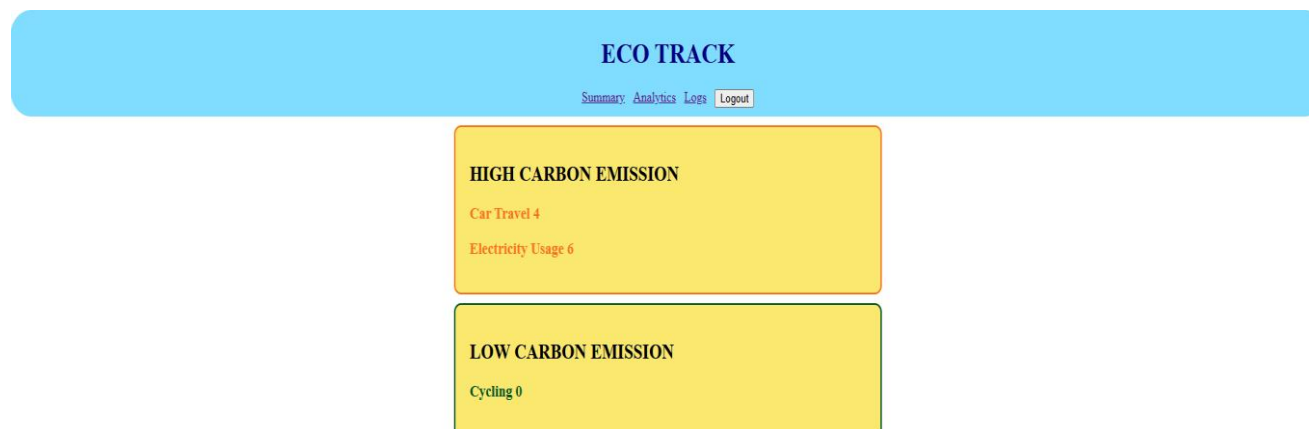 ECO TRACK
Summary Analytics Logs Logout
HIGH CARBON EMISSION
Car Travel 4
Electricity Usage 6
LOW CARBON EMISSION
Cycling 0